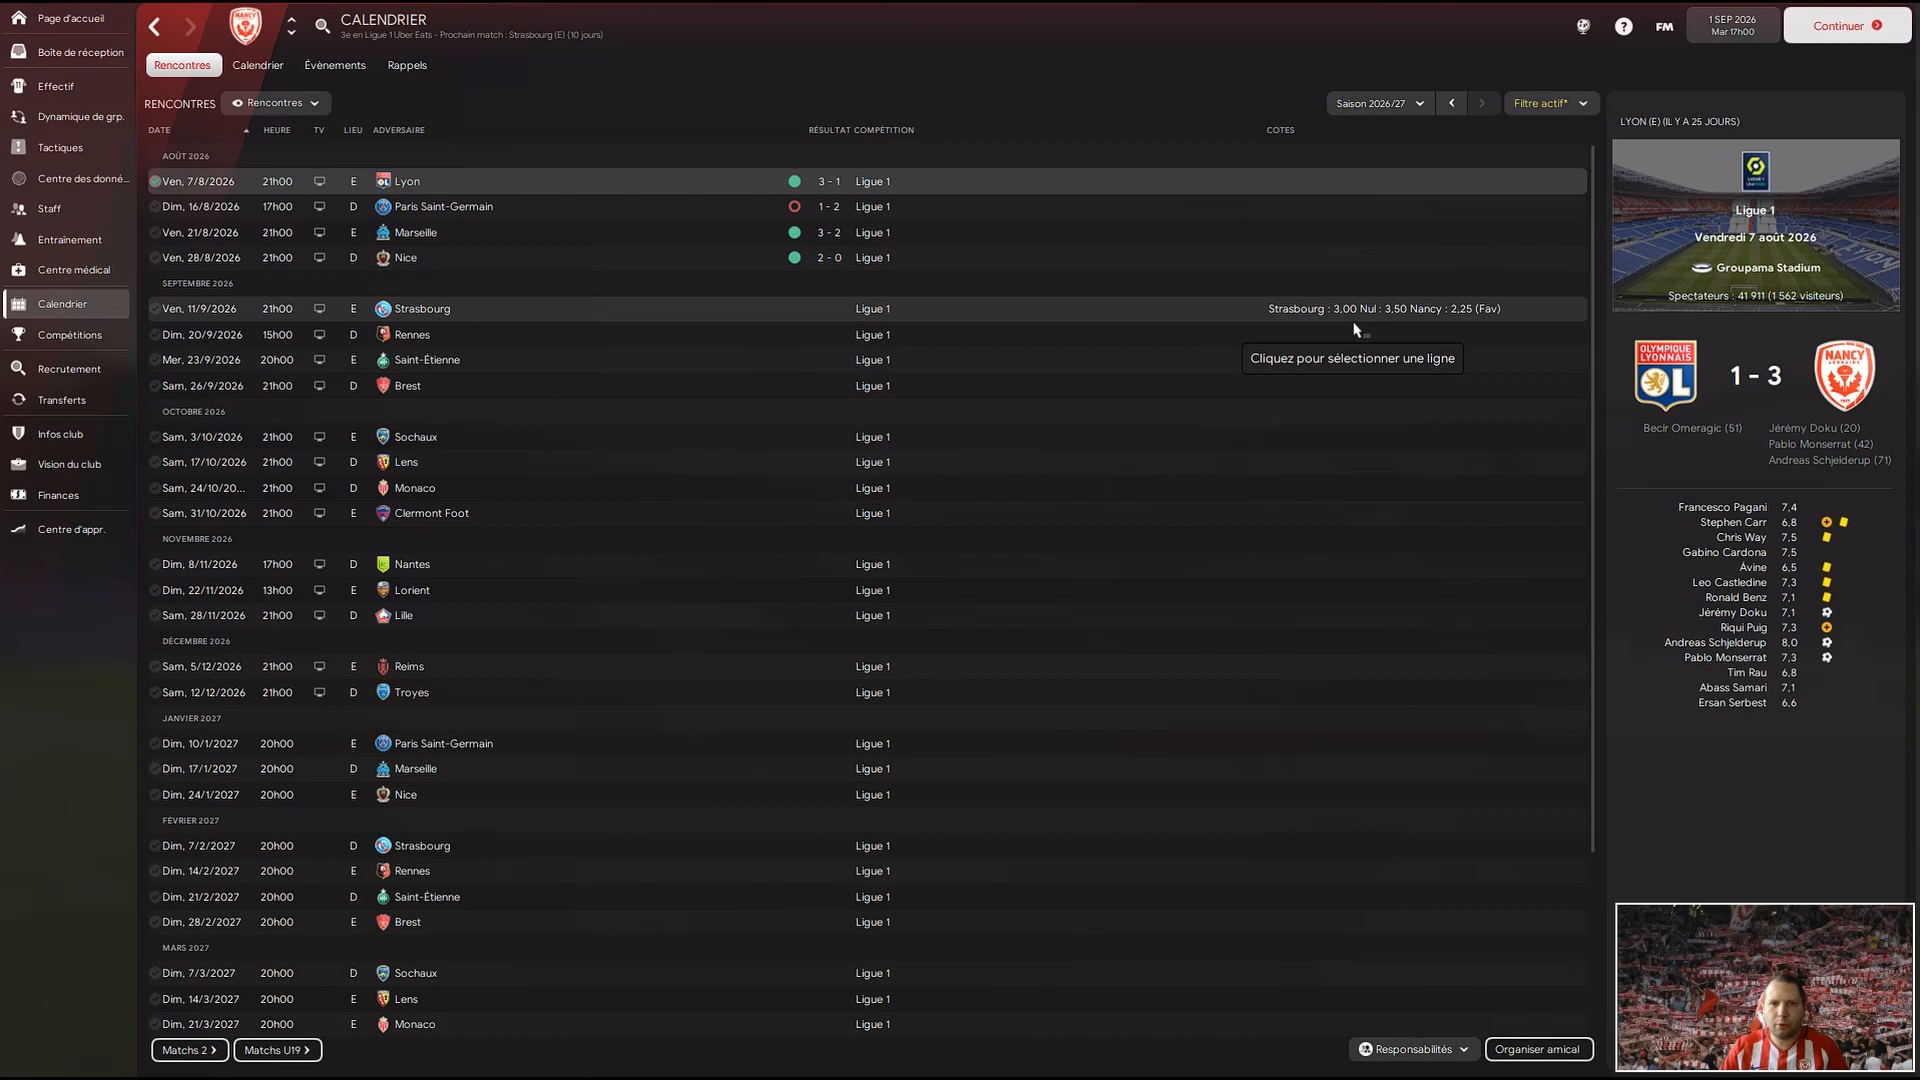 Page d'accueil
Boîte de réception
Effectif
Dynamique de grp.
Tactiques
Centre des donné...
Staff
Entraînement
Centre médical
Calendrier
Compétitions
Recrutement
Transferts
Infos club
Vision du club
Finances
Centre d'appr.
NANCY
CALENDRIER
3e en Ligue 1 Uber Eats - Prochain match : Strasbourg (E) (10 jours)
? FM
1 SEP 2026
Mar 17h00
Continuer
Rencontres Calendrier Évènements Rappels
RENCONTRES Rencontres Saison 2026/27 Filtre actif*
DATE HEURE TV LIEU ADVERSAIRE RÉSULTAT COMPÉTITION COTES
AOÛT 2026
Ven, 7/8/2026 21h00 E Lyon 3 - 1 Ligue 1
Dim, 16/8/2026 17h00 D Paris Saint-Germain 1 - 2 Ligue 1
Ven, 21/8/2026 21h00 E Marseille 3 - 2 Ligue 1
Ven, 28/8/2026 21h00 D Nice 2 - 0 Ligue 1
SEPTEMBRE 2026
Ven, 11/9/2026 21h00 E Strasbourg Ligue 1 Strasbourg : 3,00 Nul : 3,50 Nancy : 2,25 (Fav)
Dim, 20/9/2026 15h00 D Rennes Ligue 1
Mer, 23/9/2026 20h00 E Saint-Étienne Ligue 1
Cliquez pour sélectionner une ligne
Sam, 26/9/2026 21h00 D Brest Ligue 1
OCTOBRE 2026
Sam, 3/10/2026 21h00 E Sochaux Ligue 1
Sam, 17/10/2026 21h00 D Lens Ligue 1
Sam, 24/10/20... 21h00 D Monaco Ligue 1
Sam, 31/10/2026 21h00 E Clermont Foot Ligue 1
NOVEMBRE 2026
Dim, 8/11/2026 17h00 D Nantes Ligue 1
Dim, 22/11/2026 13h00 E Lorient Ligue 1
Sam, 28/11/2026 21h00 D Lille Ligue 1
DÉCEMBRE 2026
Sam, 5/12/2026 21h00 E Reims Ligue 1
Sam, 12/12/2026 21h00 D Troyes Ligue 1
JANVIER 2027
Dim, 10/1/2027 20h00 E Paris Saint-Germain Ligue 1
Dim, 17/1/2027 20h00 D Marseille Ligue 1
Dim, 24/1/2027 20h00 E Nice Ligue 1
FÉVRIER 2027
Dim, 7/2/2027 20h00 D Strasbourg Ligue 1
Dim, 14/2/2027 20h00 E Rennes Ligue 1
Dim, 21/2/2027 20h00 D Saint-Étienne Ligue 1
Dim, 28/2/2027 20h00 E Brest Ligue 1
MARS 2027
Dim, 7/3/2027 20h00 D Sochaux Ligue 1
Dim, 14/3/2027 20h00 E Lens Ligue 1
Dim, 21/3/2027 20h00 E Monaco Ligue 1
Matchs 2 Matchs U19 Responsabilités Organiser amical
LYON (E) (IL Y A 25 JOURS)
Ligue 1
Vendredi 7 août 2026
Groupama Stadium
Spectateurs : 41 911 (1 562 visiteurs)
OLYMPIQUE
LYONNAIS
OL
1 - 3
NANCY
LORRAINE
Becir Omeragic (51)
Jérémy Doku (20)
Pablo Monserrat (42)
Andreas Schjelderup (71)
Francesco Pagani 7,4
Stephen Carr 6,8
Chris Way 7,5
Gabino Cardona 7,5
Ávine 6,5
Leo Castledine 7,3
Ronald Benz 7,1
Jérémy Doku 7,1
Riqui Puig 7,3
Andreas Schjelderup 8,0
Pablo Monserrat 7,3
Tim Rau 6,8
Abass Samari 7,1
Ersan Serbest 6,6